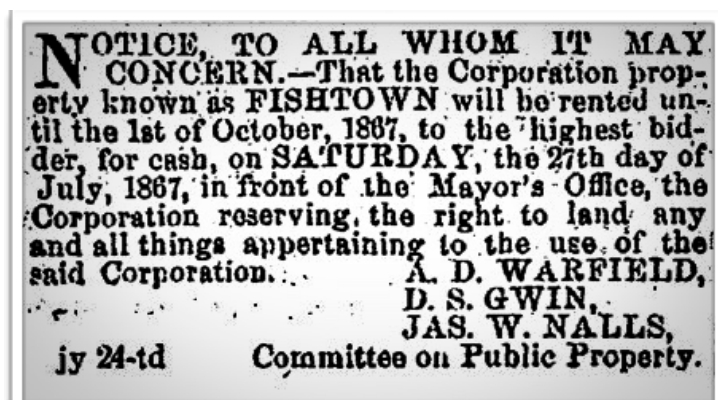 NOTICE, TO ALL WHOM IT MAY
CONCERN.—That the Corporation prop-
erty known as FISHTOWN will be rented un-
til the 1st of October, 1867, to the highest bid-
der, for cash, on SATURDAY, the 27th day of
July, 1867, in front of the Mayor's Office, the
Corporation reserving the right to land any
and all things appertaining to the use of the
said Corporation.
A. D. WARFIELD,
D. S. GWIN,
JAS. W. NALLS,
jy 24-td Committee on Public Property.